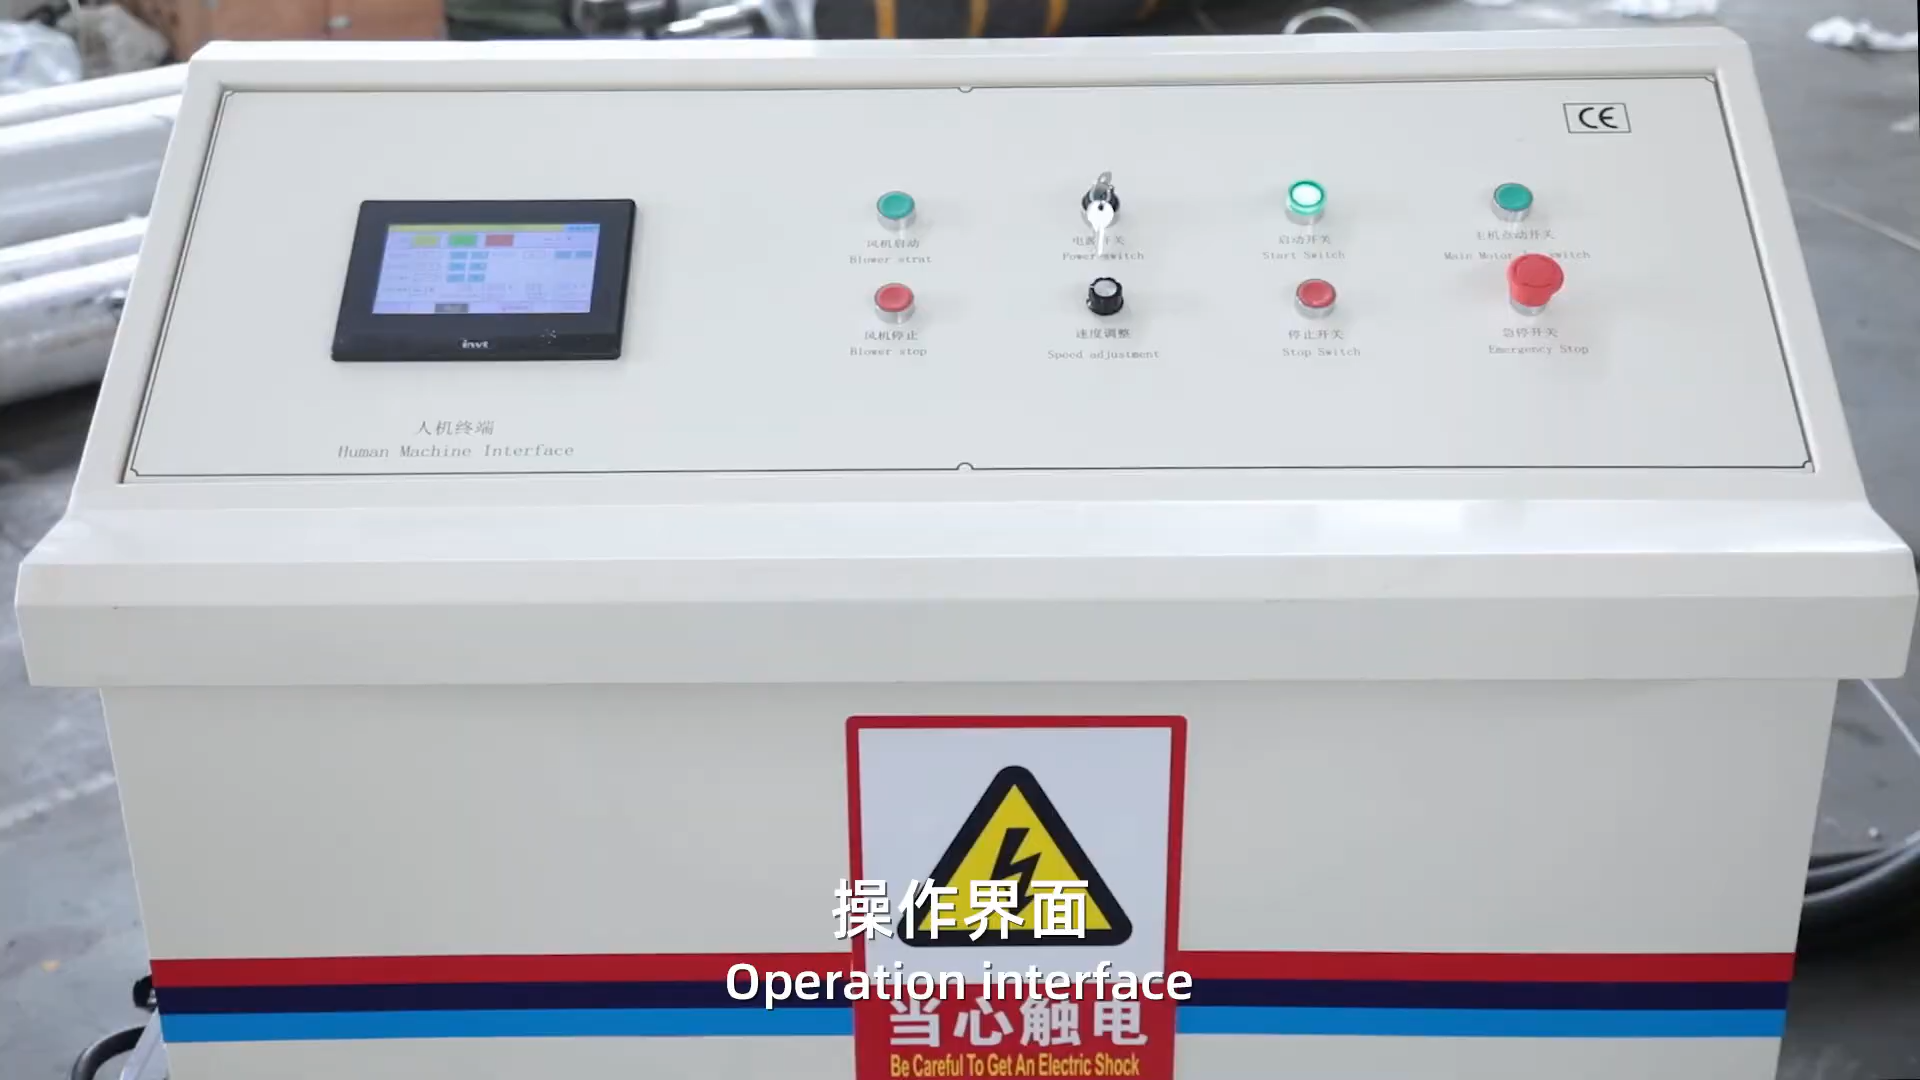 CE
风机启动
Blower strat
电源开关
Power switch
启动开关
Start Switch
主机点动开关
Main Motor switch
风机停止
Blower stop
速度调整
Speed adjustment
停止开关
Stop Switch
急停开关
Emergency Stop
invt
人机终端
Human Machine Interface
操作界面
Operation interface
当心触电
Be Careful To Get An Electric Shock